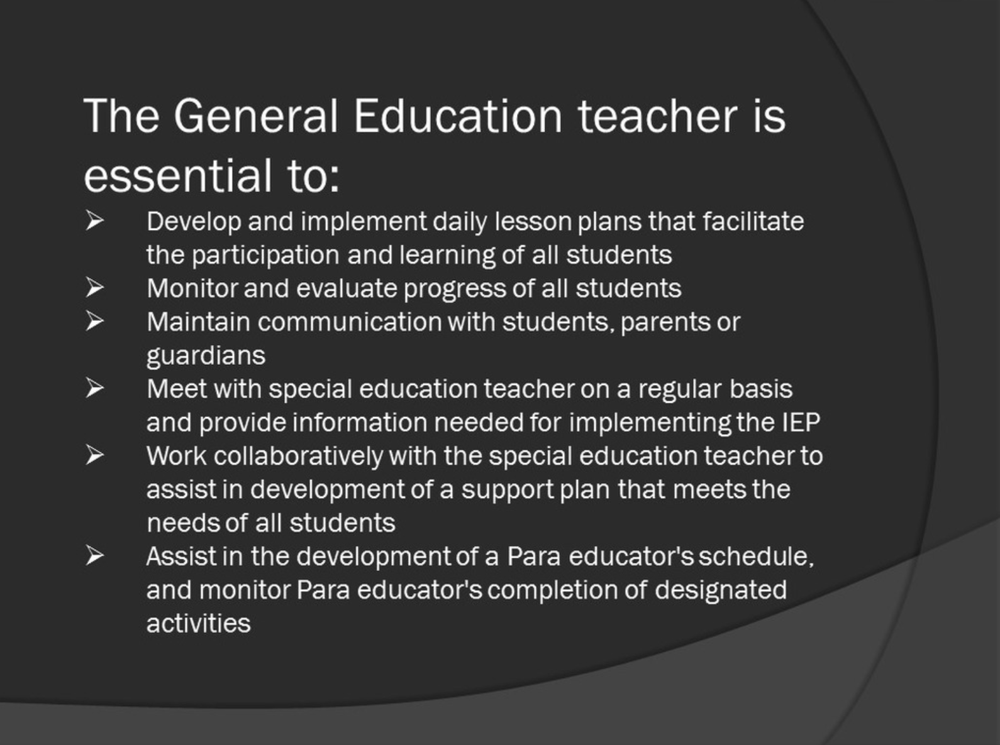 The General Education teacher is
essential to:
➢ Develop and implement daily lesson plans that facilitate
the participation and learning of all students
➢ Monitor and evaluate progress of all students
➢ Maintain communication with students, parents or
guardians
➢ Meet with special education teacher on a regular basis
and provide information needed for implementing the IEP
➢ Work collaboratively with the special education teacher to
assist in development of a support plan that meets the
needs of all students
➢ Assist in the development of a Para educator's schedule,
and monitor Para educator's completion of designated
activities